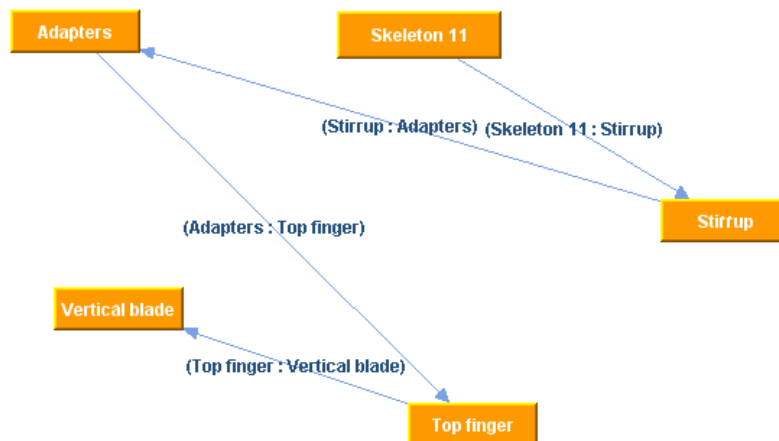 Adapters
Skeleton 11
(Stirrup : Adapters)
(Skeleton 11 : Stirrup)
Stirrup
(Adapters : Top finger)
Vertical blade
(Top finger : Vertical blade)
Top finger